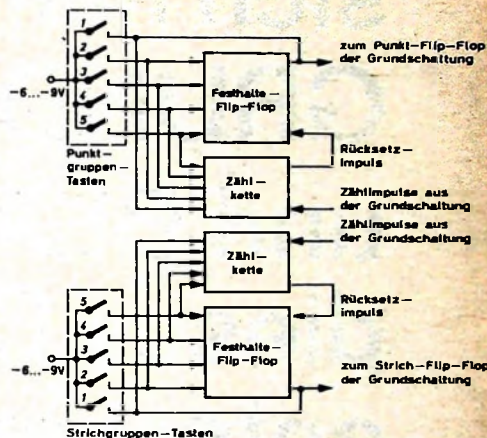 1
2
3
4
5
-6...-9V
Punkt-
gruppen-
Tasten
Festhalte-
Flip-Flop
zum Punkt-Flip-Flop
der Grundschaltung
Rücksetz-
impuls
Zähl-
kette
Zählimpulse aus
der Grundschaltung
Zählimpulse aus
der Grundschaltung
Zähl-
kette
Rücksetz-
impuls
5
4
3
2
1
-6...-9V
Festhalte-
Flip-Flop
zum Strich-Flip-Flop
der Grundschaltung
Strichgruppen-Tasten